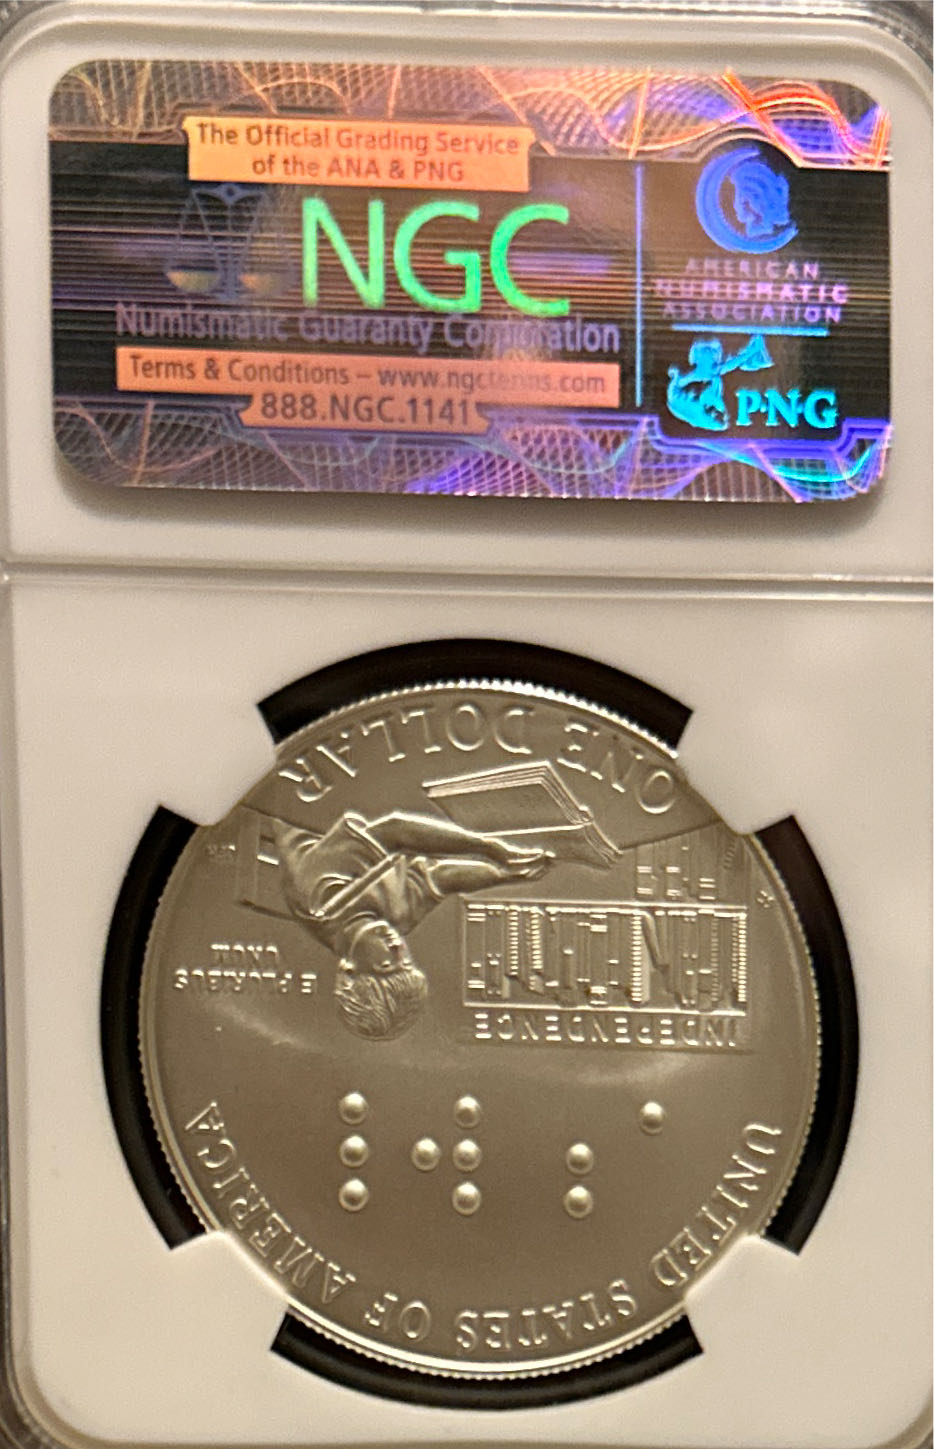 The Official Grading Service
of the ANA & PNG
NGC
Numismatic Guaranty Corporation
Terms & Conditions – www.ngcterms.com
888.NGC.1141
AMERICAN
NUMISMATIC
ASSOCIATION
PNG
UNITED STATES OF AMERICA
⠠⠃⠗⠇
INDEPENDENCE
E PLURIBUS
UNUM
ONE DOLLAR